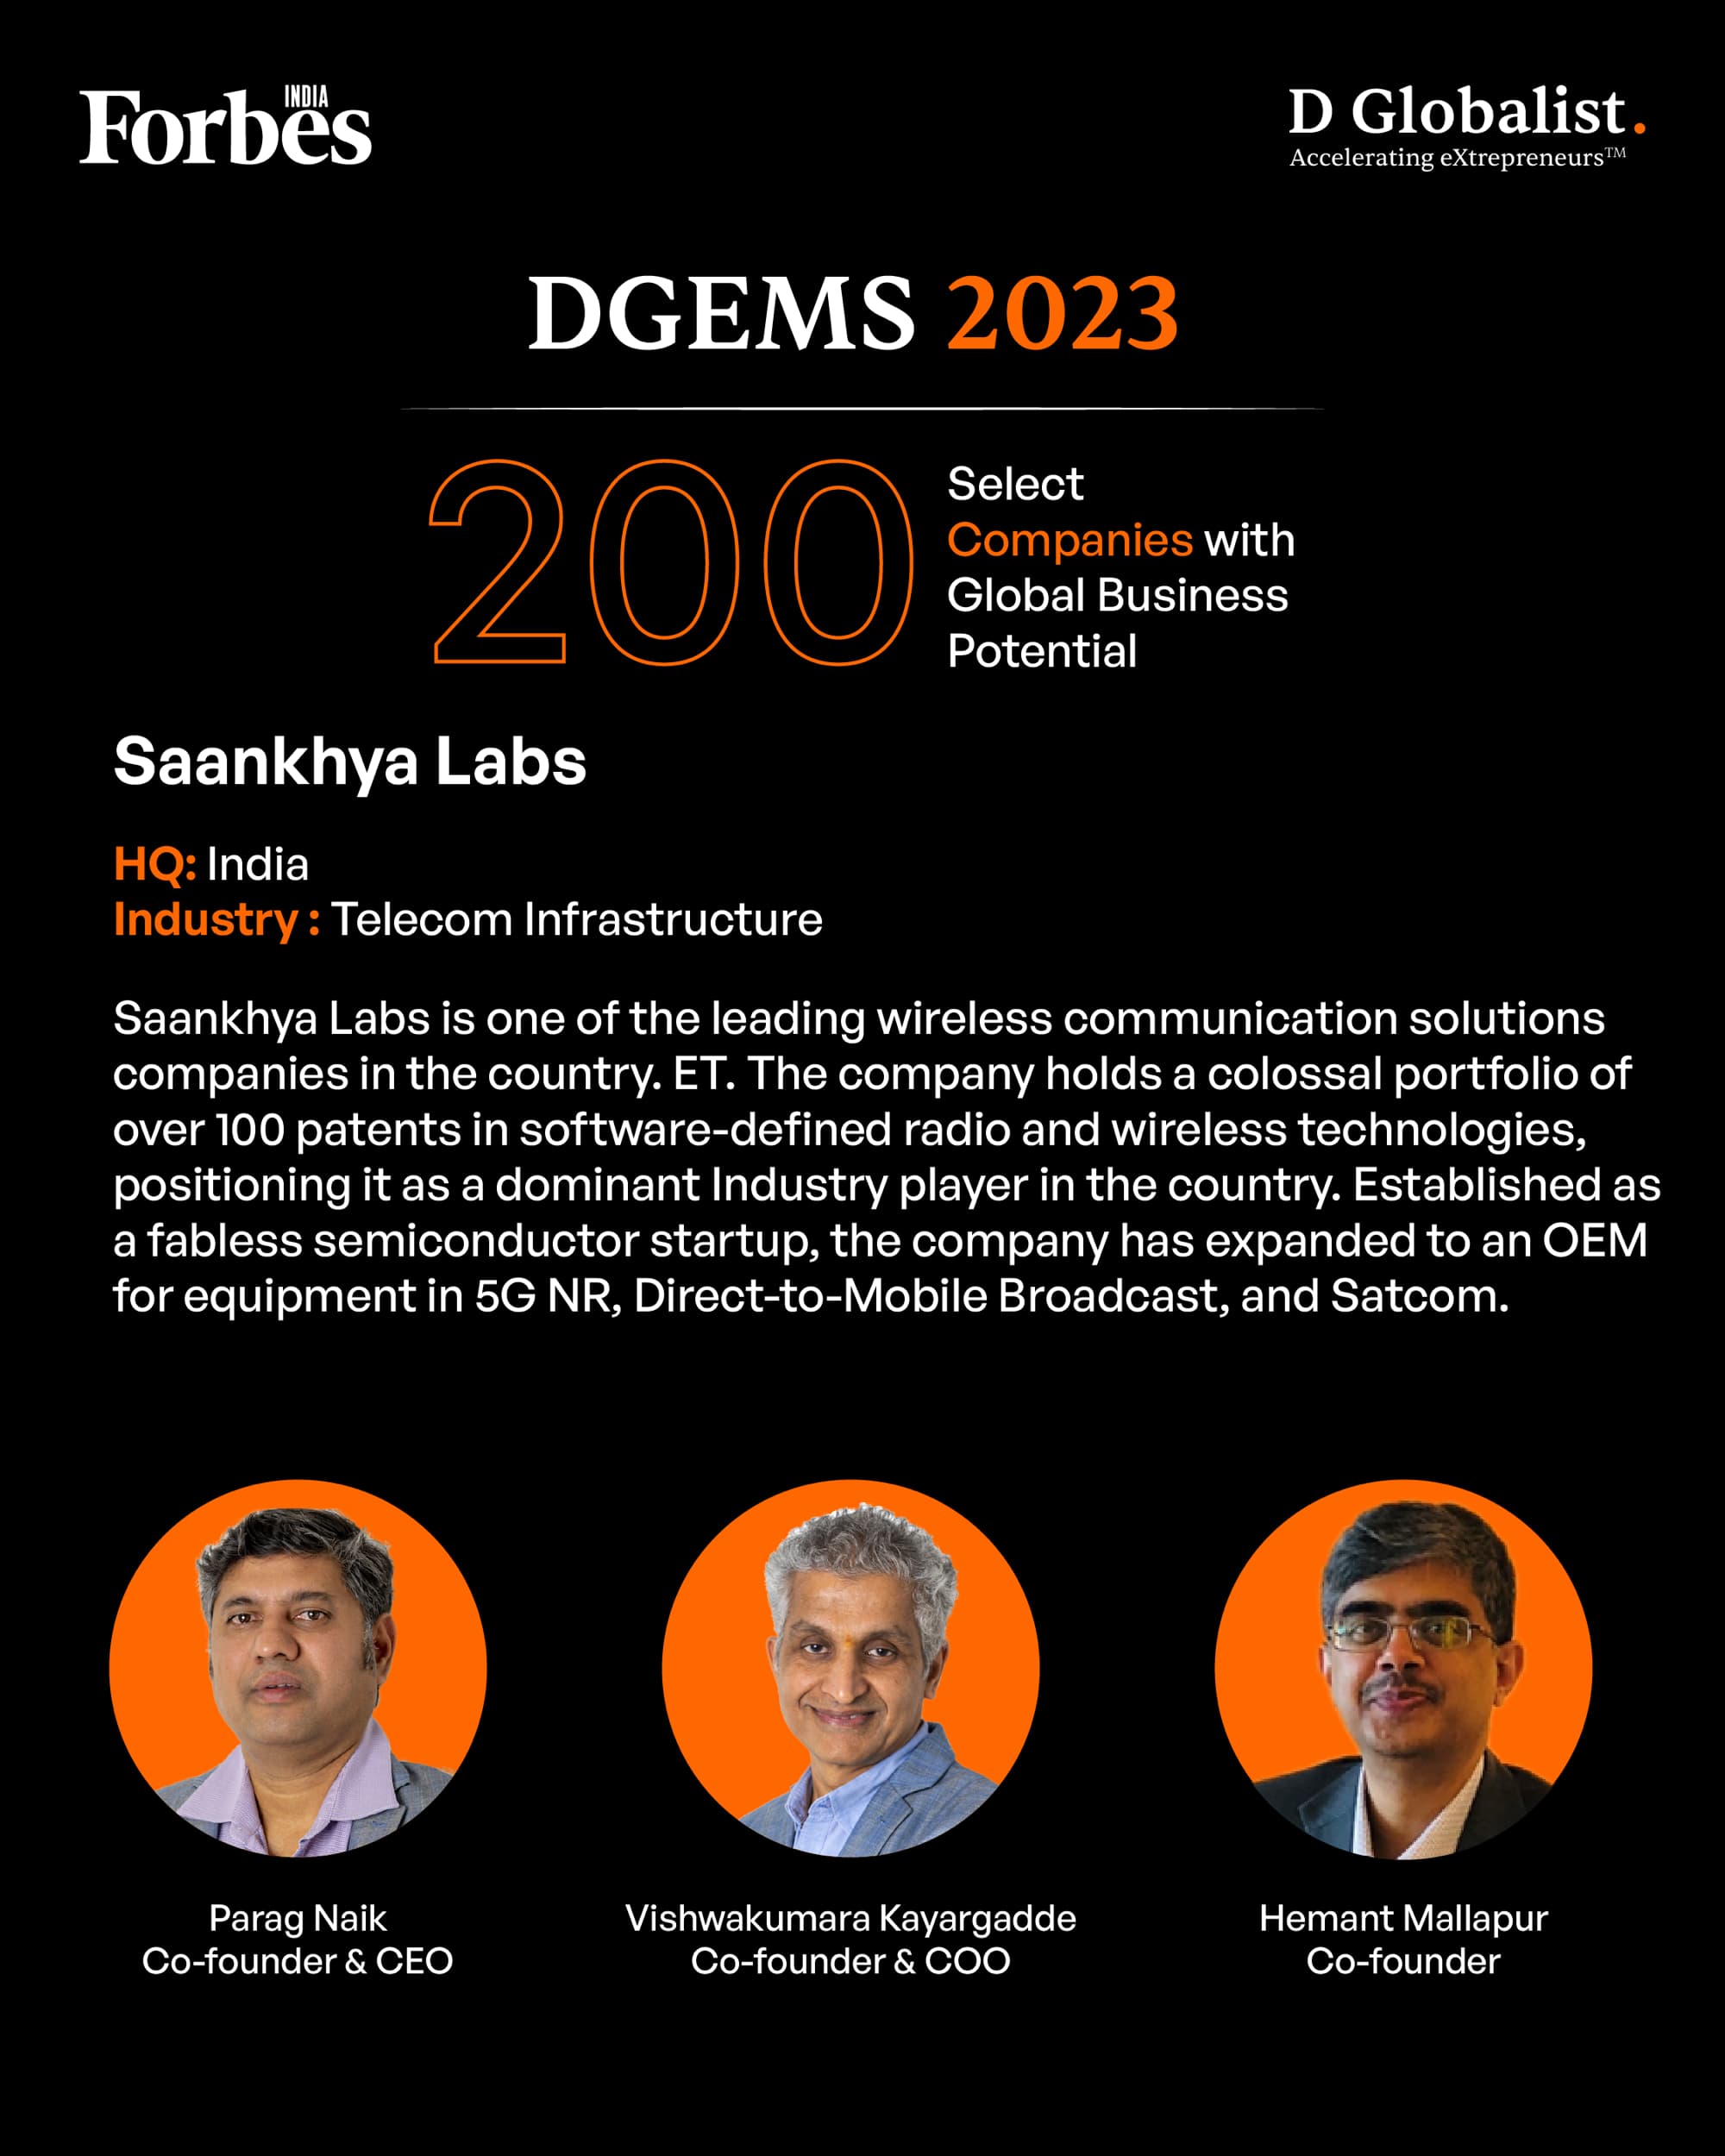 Forbes INDIA
D Globalist.
Accelerating eXtrepreneurs™
DGEMS 2023
200
Select
Companies with
Global Business
Potential
Saankhya Labs
HQ: India
Industry : Telecom Infrastructure
Saankhya Labs is one of the leading wireless communication solutions
companies in the country. ET. The company holds a colossal portfolio of
over 100 patents in software-defined radio and wireless technologies,
positioning it as a dominant Industry player in the country. Established as
a fabless semiconductor startup, the company has expanded to an OEM
for equipment in 5G NR, Direct-to-Mobile Broadcast, and Satcom.
Parag Naik
Co-founder & CEO
Vishwakumara Kayargadde
Co-founder & COO
Hemant Mallapur
Co-founder